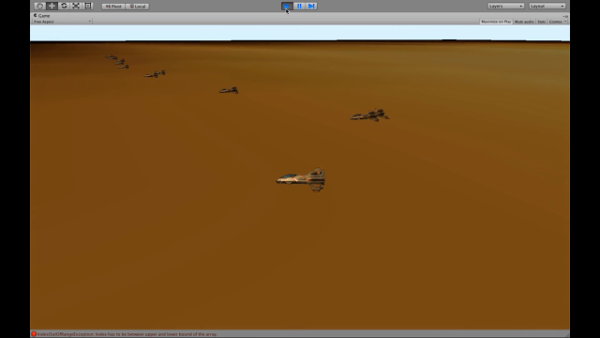 Pivot Local Layers Layout
Game
Free Aspect Maximize on Play Mute audio Stats Gizmos
IndexOutOfRangeException: Index has to be between upper and lower bound of the array.